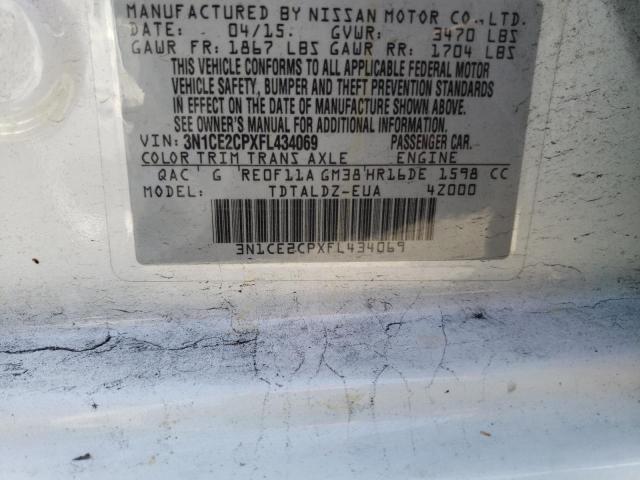 MANUFACTURED BY NISSAN MOTOR CO., LTD.
DATE: 04/15. GVWR: 3470 LBS
GAWR FR: 1867 LBS GAWR RR: 1704 LBS
THIS VEHICLE CONFORMS TO ALL APPLICABLE FEDERAL MOTOR
VEHICLE SAFETY, BUMPER AND THEFT PREVENTION STANDARDS
IN EFFECT ON THE DATE OF MANUFACTURE SHOWN ABOVE.
SEE OWNER'S MANUAL FOR ADDITIONAL INFORMATION.
VIN: 3N1CE2CPXFL434069 PASSENGER CAR.
COLOR TRIM TRANS AXLE ENGINE
QAC' G 'RE0F11A GM38'HR16DE 1598 CC
MODEL: TDTALDZ-EUA 4Z000
3N1CE2CPXFL434069